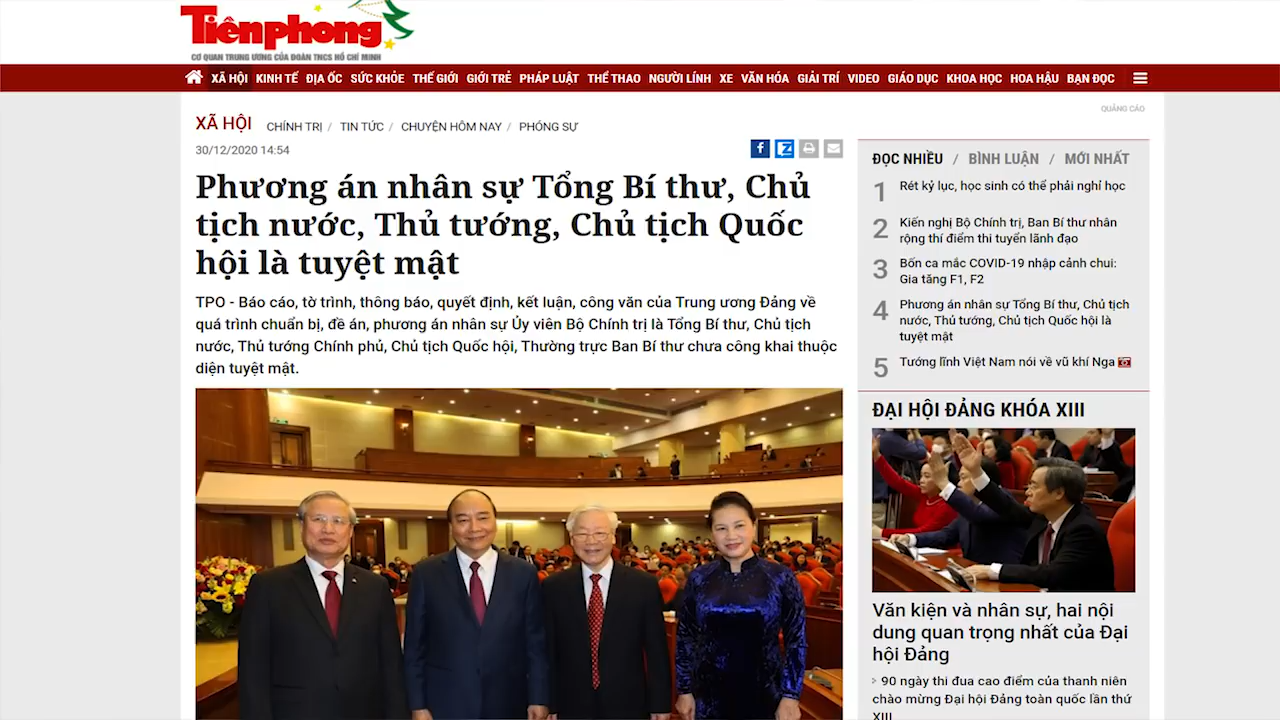 Tiênphong
CƠ QUAN TRUNG ƯƠNG CỦA ĐOÀN TNCS HỒ CHÍ MINH
XÃ HỘI KINH TẾ ĐỊA ỐC SỨC KHỎE THẾ GIỚI GIỚI TRẺ PHÁP LUẬT THỂ THAO NGƯỜI LÍNH XE VĂN HÓA GIẢI TRÍ VIDEO GIÁO DỤC KHOA HỌC HOA HẬU BẠN ĐỌC
QUẢNG CÁO
XÃ HỘI CHÍNH TRỊ / TIN TỨC / CHUYỆN HÔM NAY / PHÓNG SỰ
30/12/2020 14:54
Phương án nhân sự Tổng Bí thư, Chủ
tịch nước, Thủ tướng, Chủ tịch Quốc
hội là tuyệt mật
TPO - Báo cáo, tờ trình, thông báo, quyết định, kết luận, công văn của Trung ương Đảng về
quá trình chuẩn bị, đề án, phương án nhân sự Ủy viên Bộ Chính trị là Tổng Bí thư, Chủ tịch
nước, Thủ tướng Chính phủ, Chủ tịch Quốc hội, Thường trực Ban Bí thư chưa công khai thuộc
diện tuyệt mật.
ĐỌC NHIỀU / BÌNH LUẬN / MỚI NHẤT
1 Rét kỷ lục, học sinh có thể phải nghỉ học
2 Kiến nghị Bộ Chính trị, Ban Bí thư nhân
rộng thí điểm thi tuyển lãnh đạo
3 Bốn ca mắc COVID-19 nhập cảnh chui:
Gia tăng F1, F2
4 Phương án nhân sự Tổng Bí thư, Chủ tịch
nước, Thủ tướng, Chủ tịch Quốc hội là
tuyệt mật
5 Tướng lĩnh Việt Nam nói về vũ khí Nga
ĐẠI HỘI ĐẢNG KHÓA XIII
Văn kiện và nhân sự, hai nội
dung quan trọng nhất của Đại
hội Đảng
90 ngày thi đua cao điểm của thanh niên
chào mừng Đại hội Đảng toàn quốc lần thứ
XIII